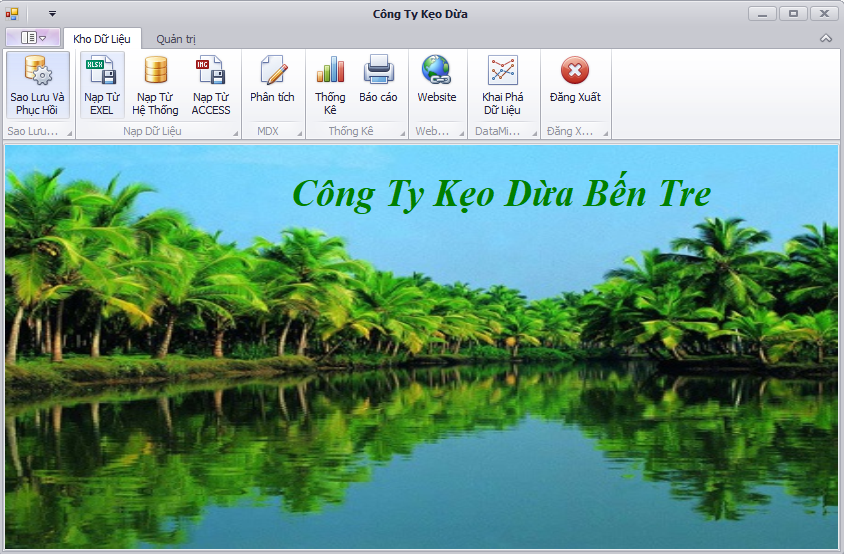 Công Ty Kẹo Dừa
Kho Dữ Liệu
Quản trị
Sao Lưu Và
Phục Hồi
XLSX
Nạp Từ
EXEL
Nạp Từ
Hệ Thống
Nạp Từ
ACCESS
Phân tích
Thống
Kê
Báo cáo
Website
Khai Phá
Dữ Liệu
Đăng Xuất
Sao Lưu...
Nạp Dữ Liệu
MDX
Thống Kê
Web...
DataMi...
Đăng X...
Công Ty Kẹo Dừa Bến Tre